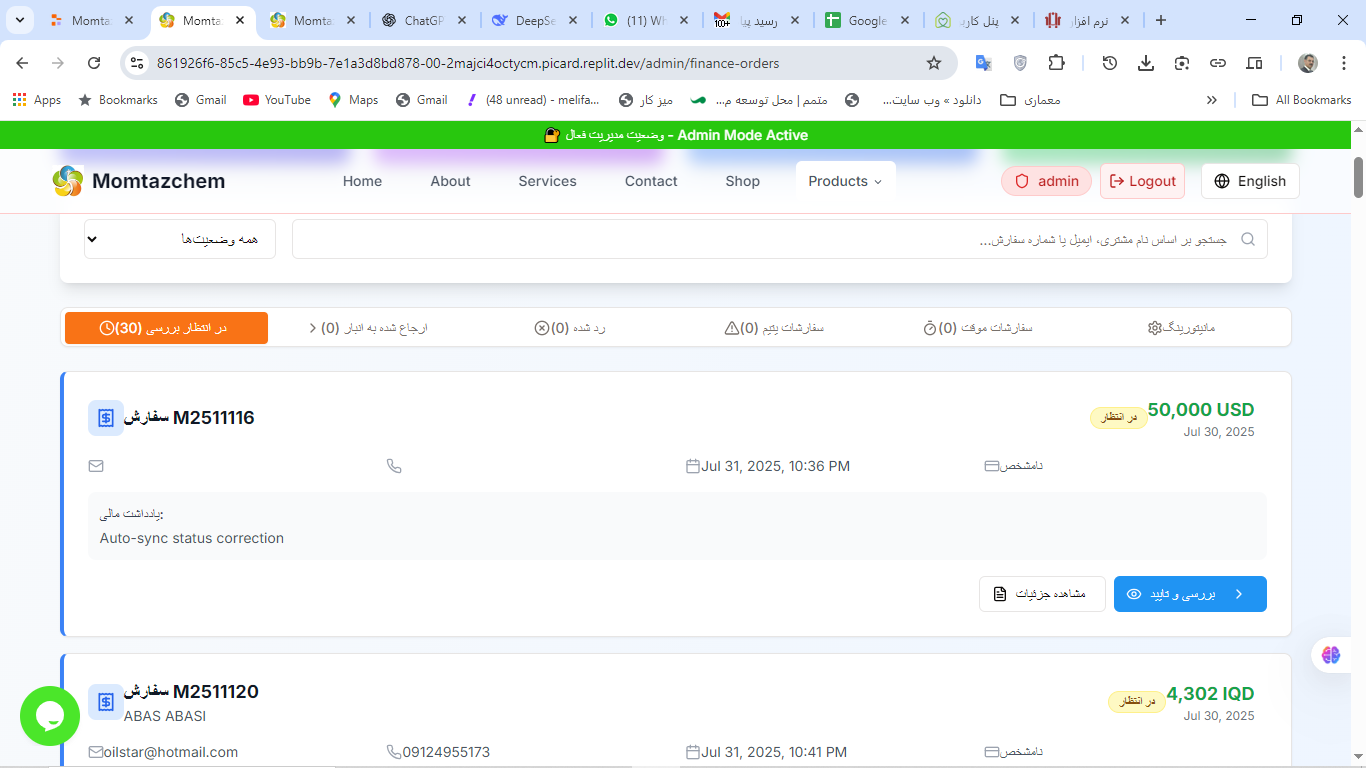 Momta:
Momta:
Momta:
ChatGP
DeepSe
(11) Wh
رسید پیا
Google
پنل کاربر
نرم افزار
861926f6-85c5-4e93-bb9b-7e1a3d8bd878-00-2majci4octycm.picard.replit.dev/admin/finance-orders
Apps
Bookmarks
Gmail
YouTube
Maps
Gmail
(48 unread) - melifa...
میز کار
متمم | محل توسعه م...
دانلود » وب سایت...
معماری
All Bookmarks
وضعیت مدیریت فعال - Admin Mode Active
Momtazchem
Home
About
Services
Contact
Shop
Products
admin
Logout
English
همه وضعیت‌ها
جستجو بر اساس نام مشتری، ایمیل یا شماره سفارش...
در انتظار بررسی (30)
ارجاع شده به انبار (0)
رد شده (0)
سفارشات یتیم (0)
سفارشات موقت (0)
مانیتورینگ
سفارش M2511116
در انتظار
50,000 USD
Jul 30, 2025
Jul 31, 2025, 10:36 PM
نامشخص
یادداشت مالی:
Auto-sync status correction
مشاهده جزئیات
بررسی و تایید
سفارش M2511120
ABAS ABASI
در انتظار
4,302 IQD
Jul 30, 2025
oilstar@hotmail.com
09124955173
Jul 31, 2025, 10:41 PM
نامشخص